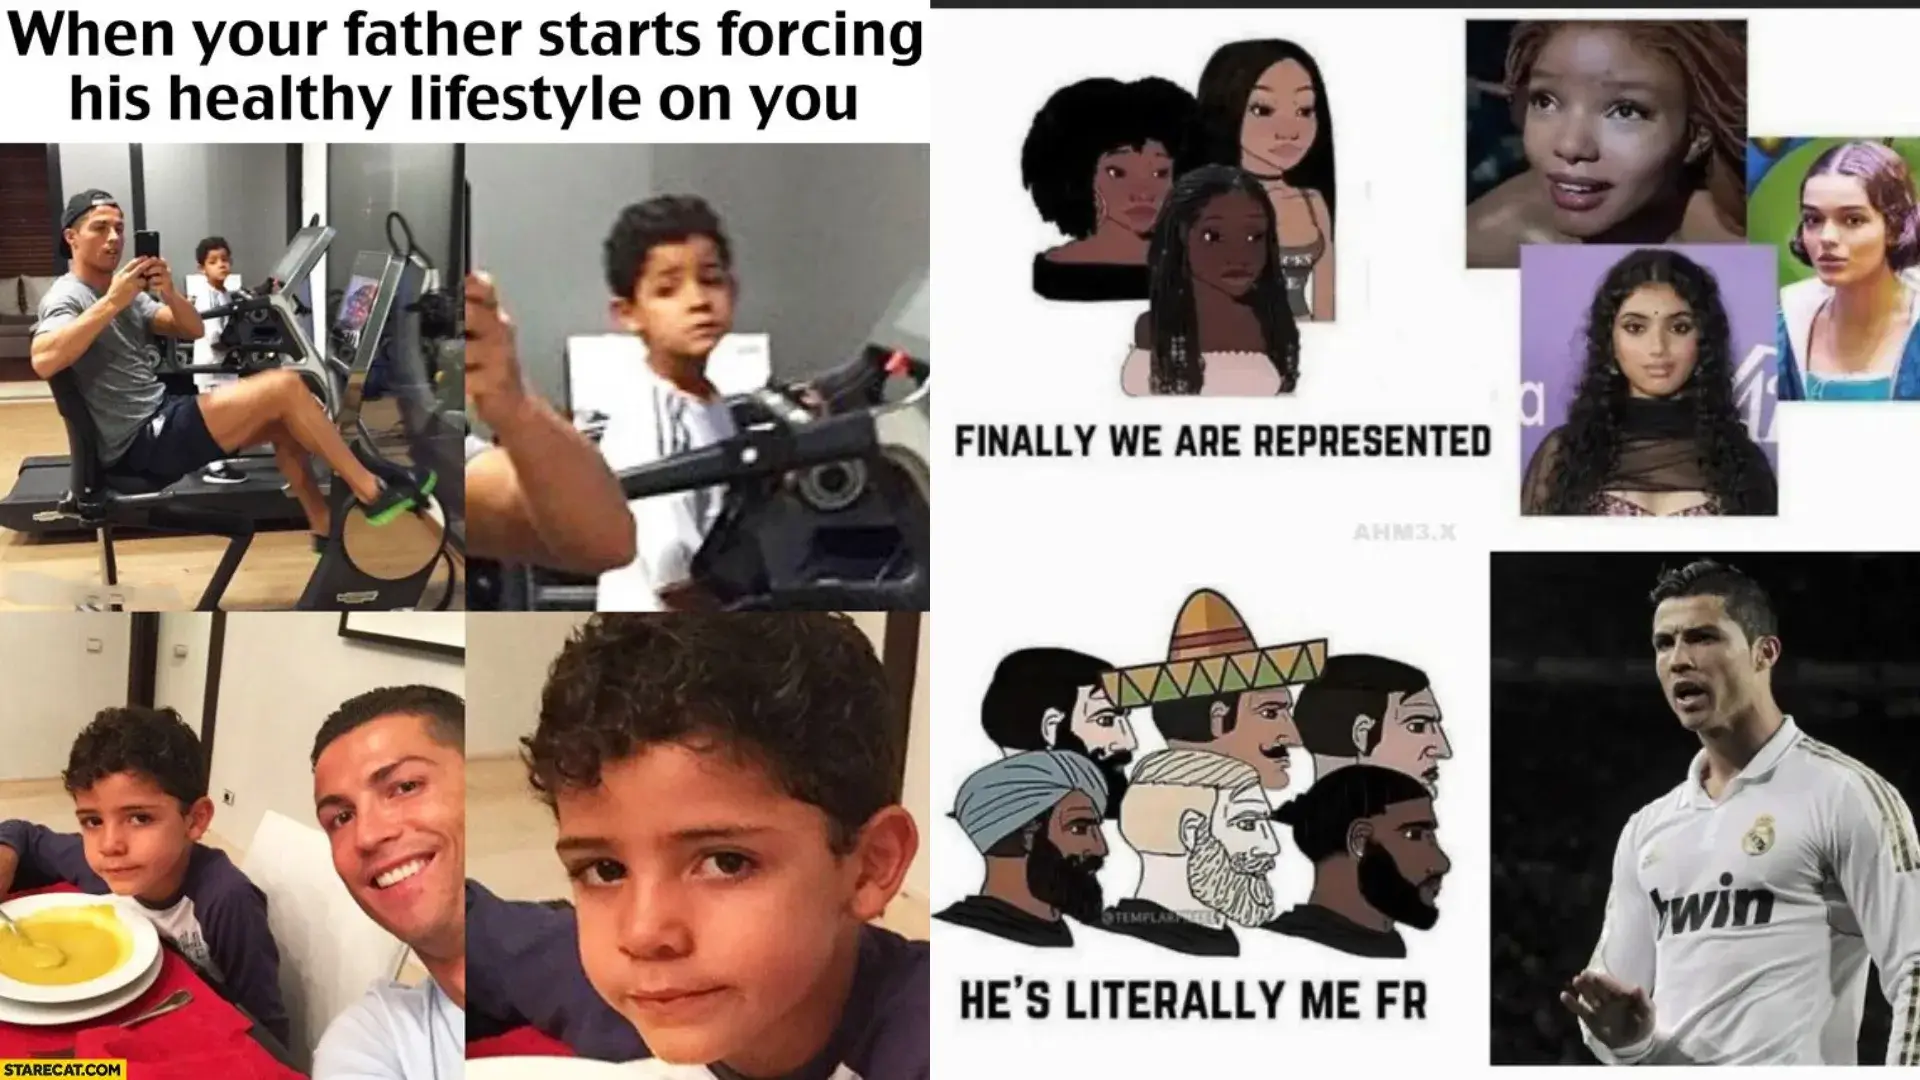 When your father starts forcing
his healthy lifestyle on you
STARECAT.COM
FINALLY WE ARE REPRESENTED
AHM3.X
HE'S LITERALLY ME FR
bwin